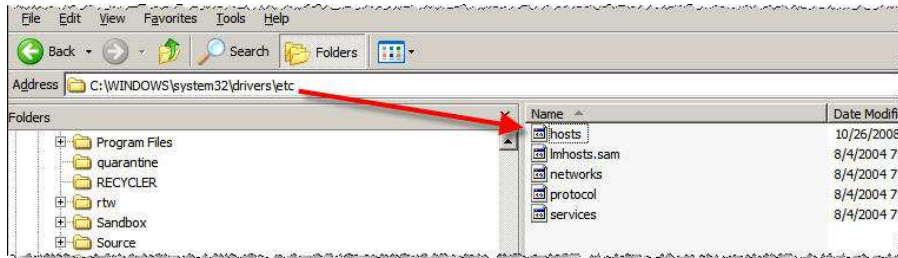 File Edit View Favorites Tools Help
Back Search Folders
Address C:\WINDOWS\system32\drivers\etc
Folders x Name Date Modifi
Program Files hosts 10/26/2008
quarantine lmhosts.sam 8/4/2004 7
RECYCLER networks 8/4/2004 7
rtw protocol 8/4/2004 7
Sandbox services 8/4/2004 7
Source